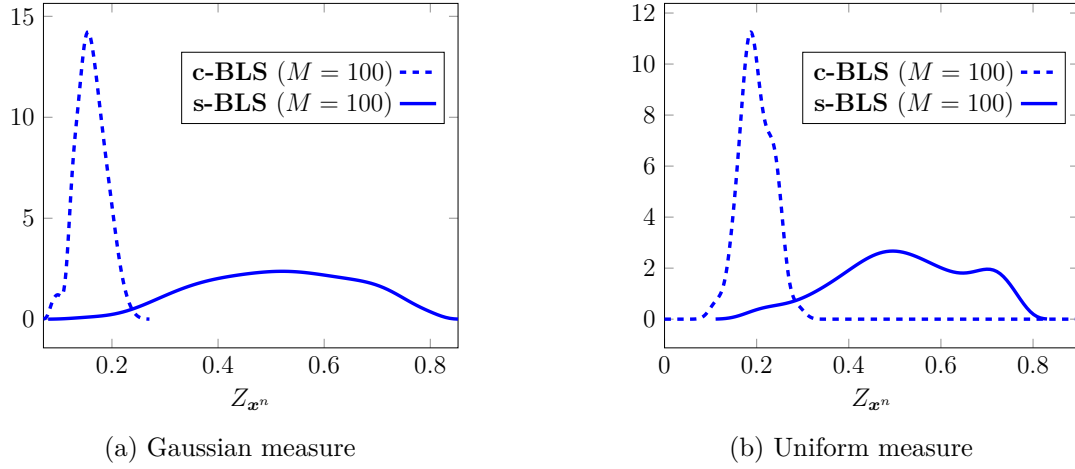 15
10
5
0
0.2
0.4
0.6
0.8
c-BLS (M = 100)
s-BLS (M = 100)
Z_{x^n}
(a) Gaussian measure
12
10
8
6
4
2
0
0
0.2
0.4
0.6
0.8
c-BLS (M = 100)
s-BLS (M = 100)
Z_{x^n}
(b) Uniform measure